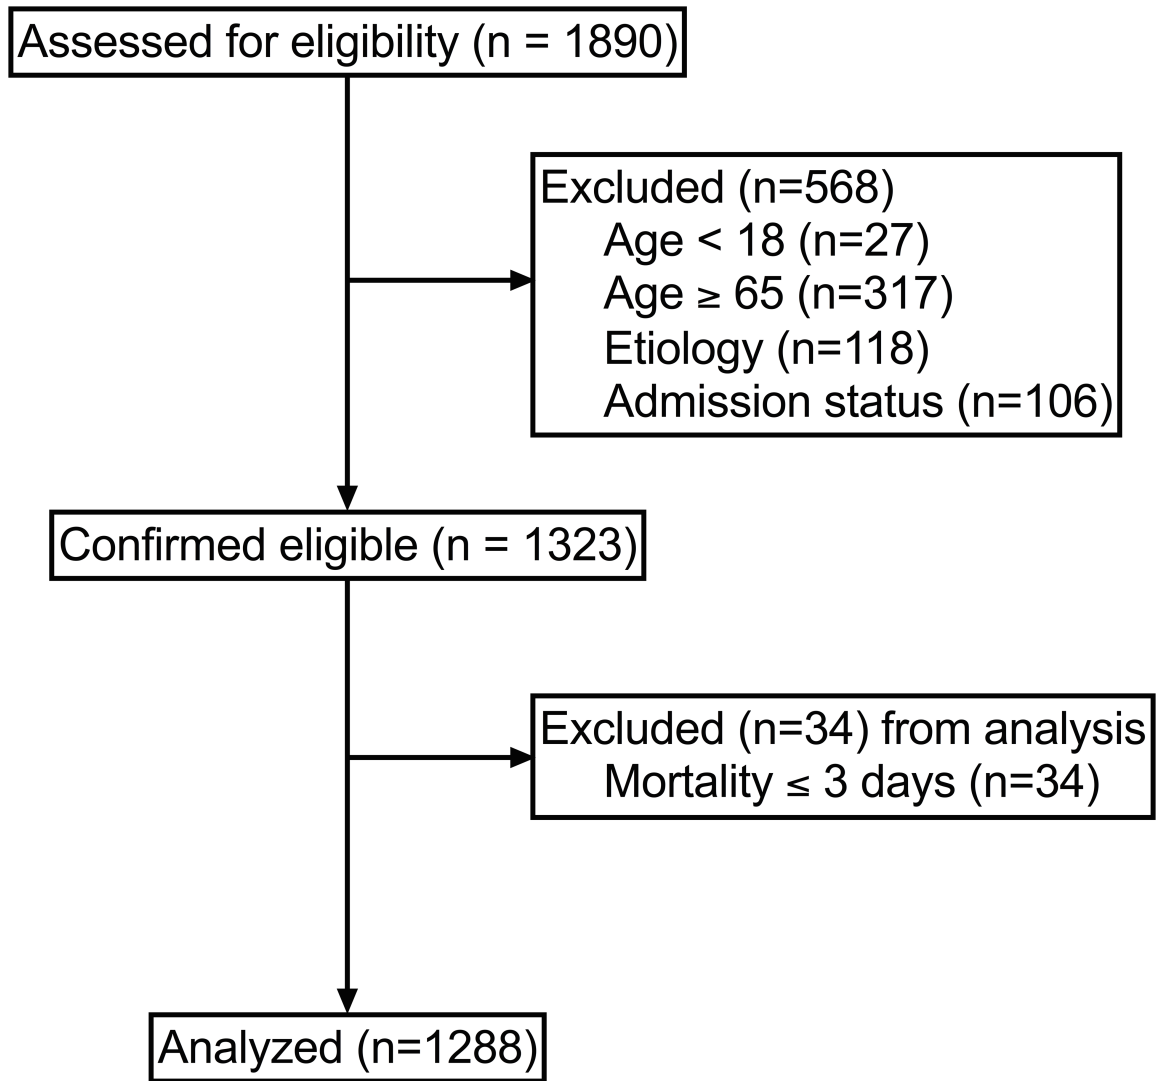 Assessed for eligibility (n = 1890)
Excluded (n=568)
Age < 18 (n=27)
Age ≥ 65 (n=317)
Etiology (n=118)
Admission status (n=106)
Confirmed eligible (n = 1323)
Excluded (n=34) from analysis
Mortality ≤ 3 days (n=34)
Analyzed (n=1288)